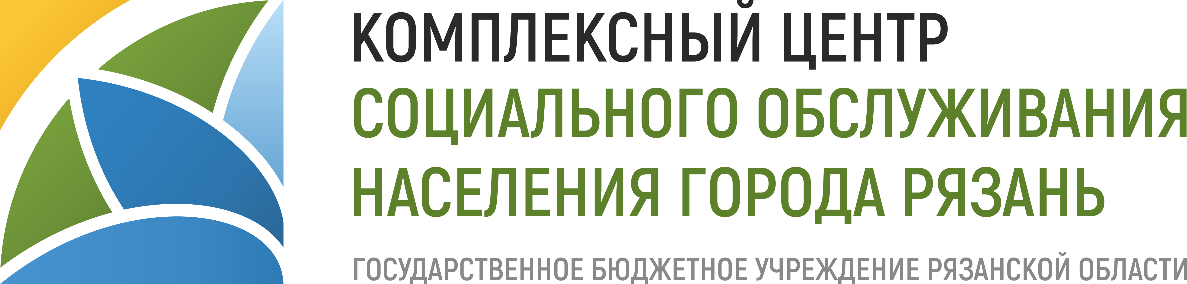 КОМПЛЕКСНЫЙ ЦЕНТР
СОЦИАЛЬНОГО ОБСЛУЖИВАНИЯ
НАСЕЛЕНИЯ ГОРОДА РЯЗАНЬ
ГОСУДАРСТВЕННОЕ БЮДЖЕТНОЕ УЧРЕЖДЕНИЕ РЯЗАНСКОЙ ОБЛАСТИ